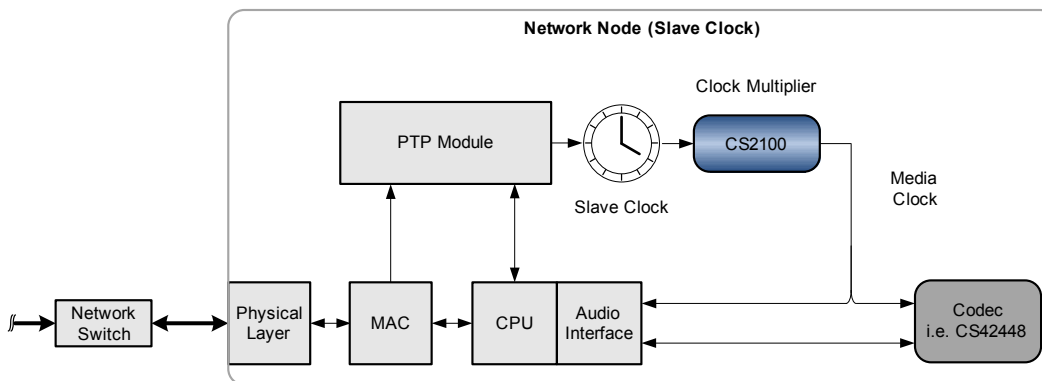 Network Node (Slave Clock)
Clock Multiplier
PTP Module
CS2100
Slave Clock
Media
Clock
Network
Switch
Physical
Layer
MAC
CPU
Audio
Interface
Codec
i.e. CS42448